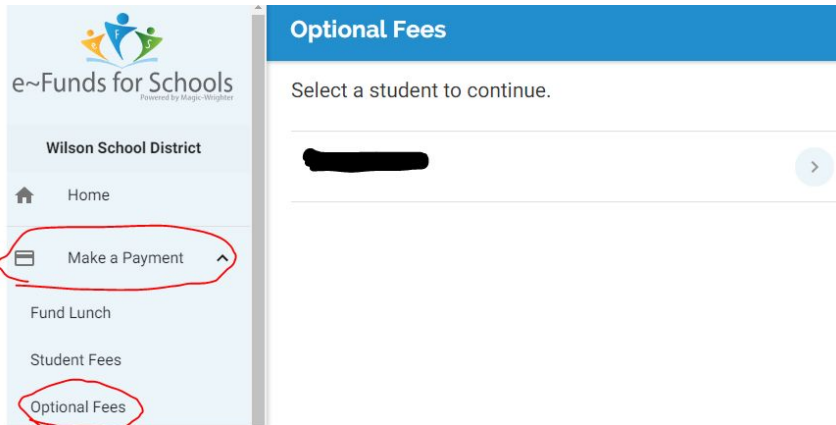 e F S
e~Funds for Schools
Powered by Magic-Wrighter
Wilson School District
Home
Make a Payment
Fund Lunch
Student Fees
Optional Fees
Optional Fees
Select a student to continue.